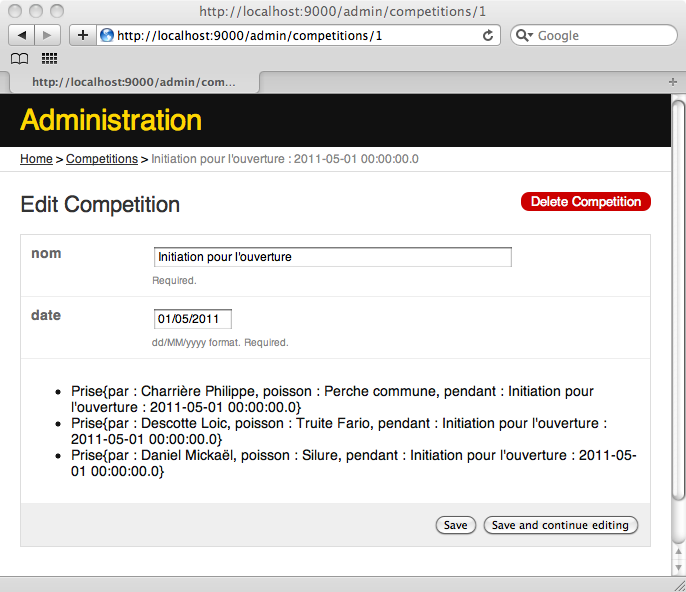 http://localhost:9000/admin/competitions/1
http://localhost:9000/admin/competitions/1
Google
http://localhost:9000/admin/com...
Administration
Home > Competitions > Initiation pour l'ouverture : 2011-05-01 00:00:00.0
Edit Competition
Delete Competition
nom
Initiation pour l'ouverture
Required.
date
01/05/2011
dd/MM/yyyy format. Required.
• Prise{par : Charrière Philippe, poisson : Perche commune, pendant : Initiation pour
l'ouverture : 2011-05-01 00:00:00.0}
• Prise{par : Descotte Loic, poisson : Truite Fario, pendant : Initiation pour l'ouverture :
2011-05-01 00:00:00.0}
• Prise{par : Daniel Mickaël, poisson : Silure, pendant : Initiation pour l'ouverture : 2011-05-
01 00:00:00.0}
Save
Save and continue editing